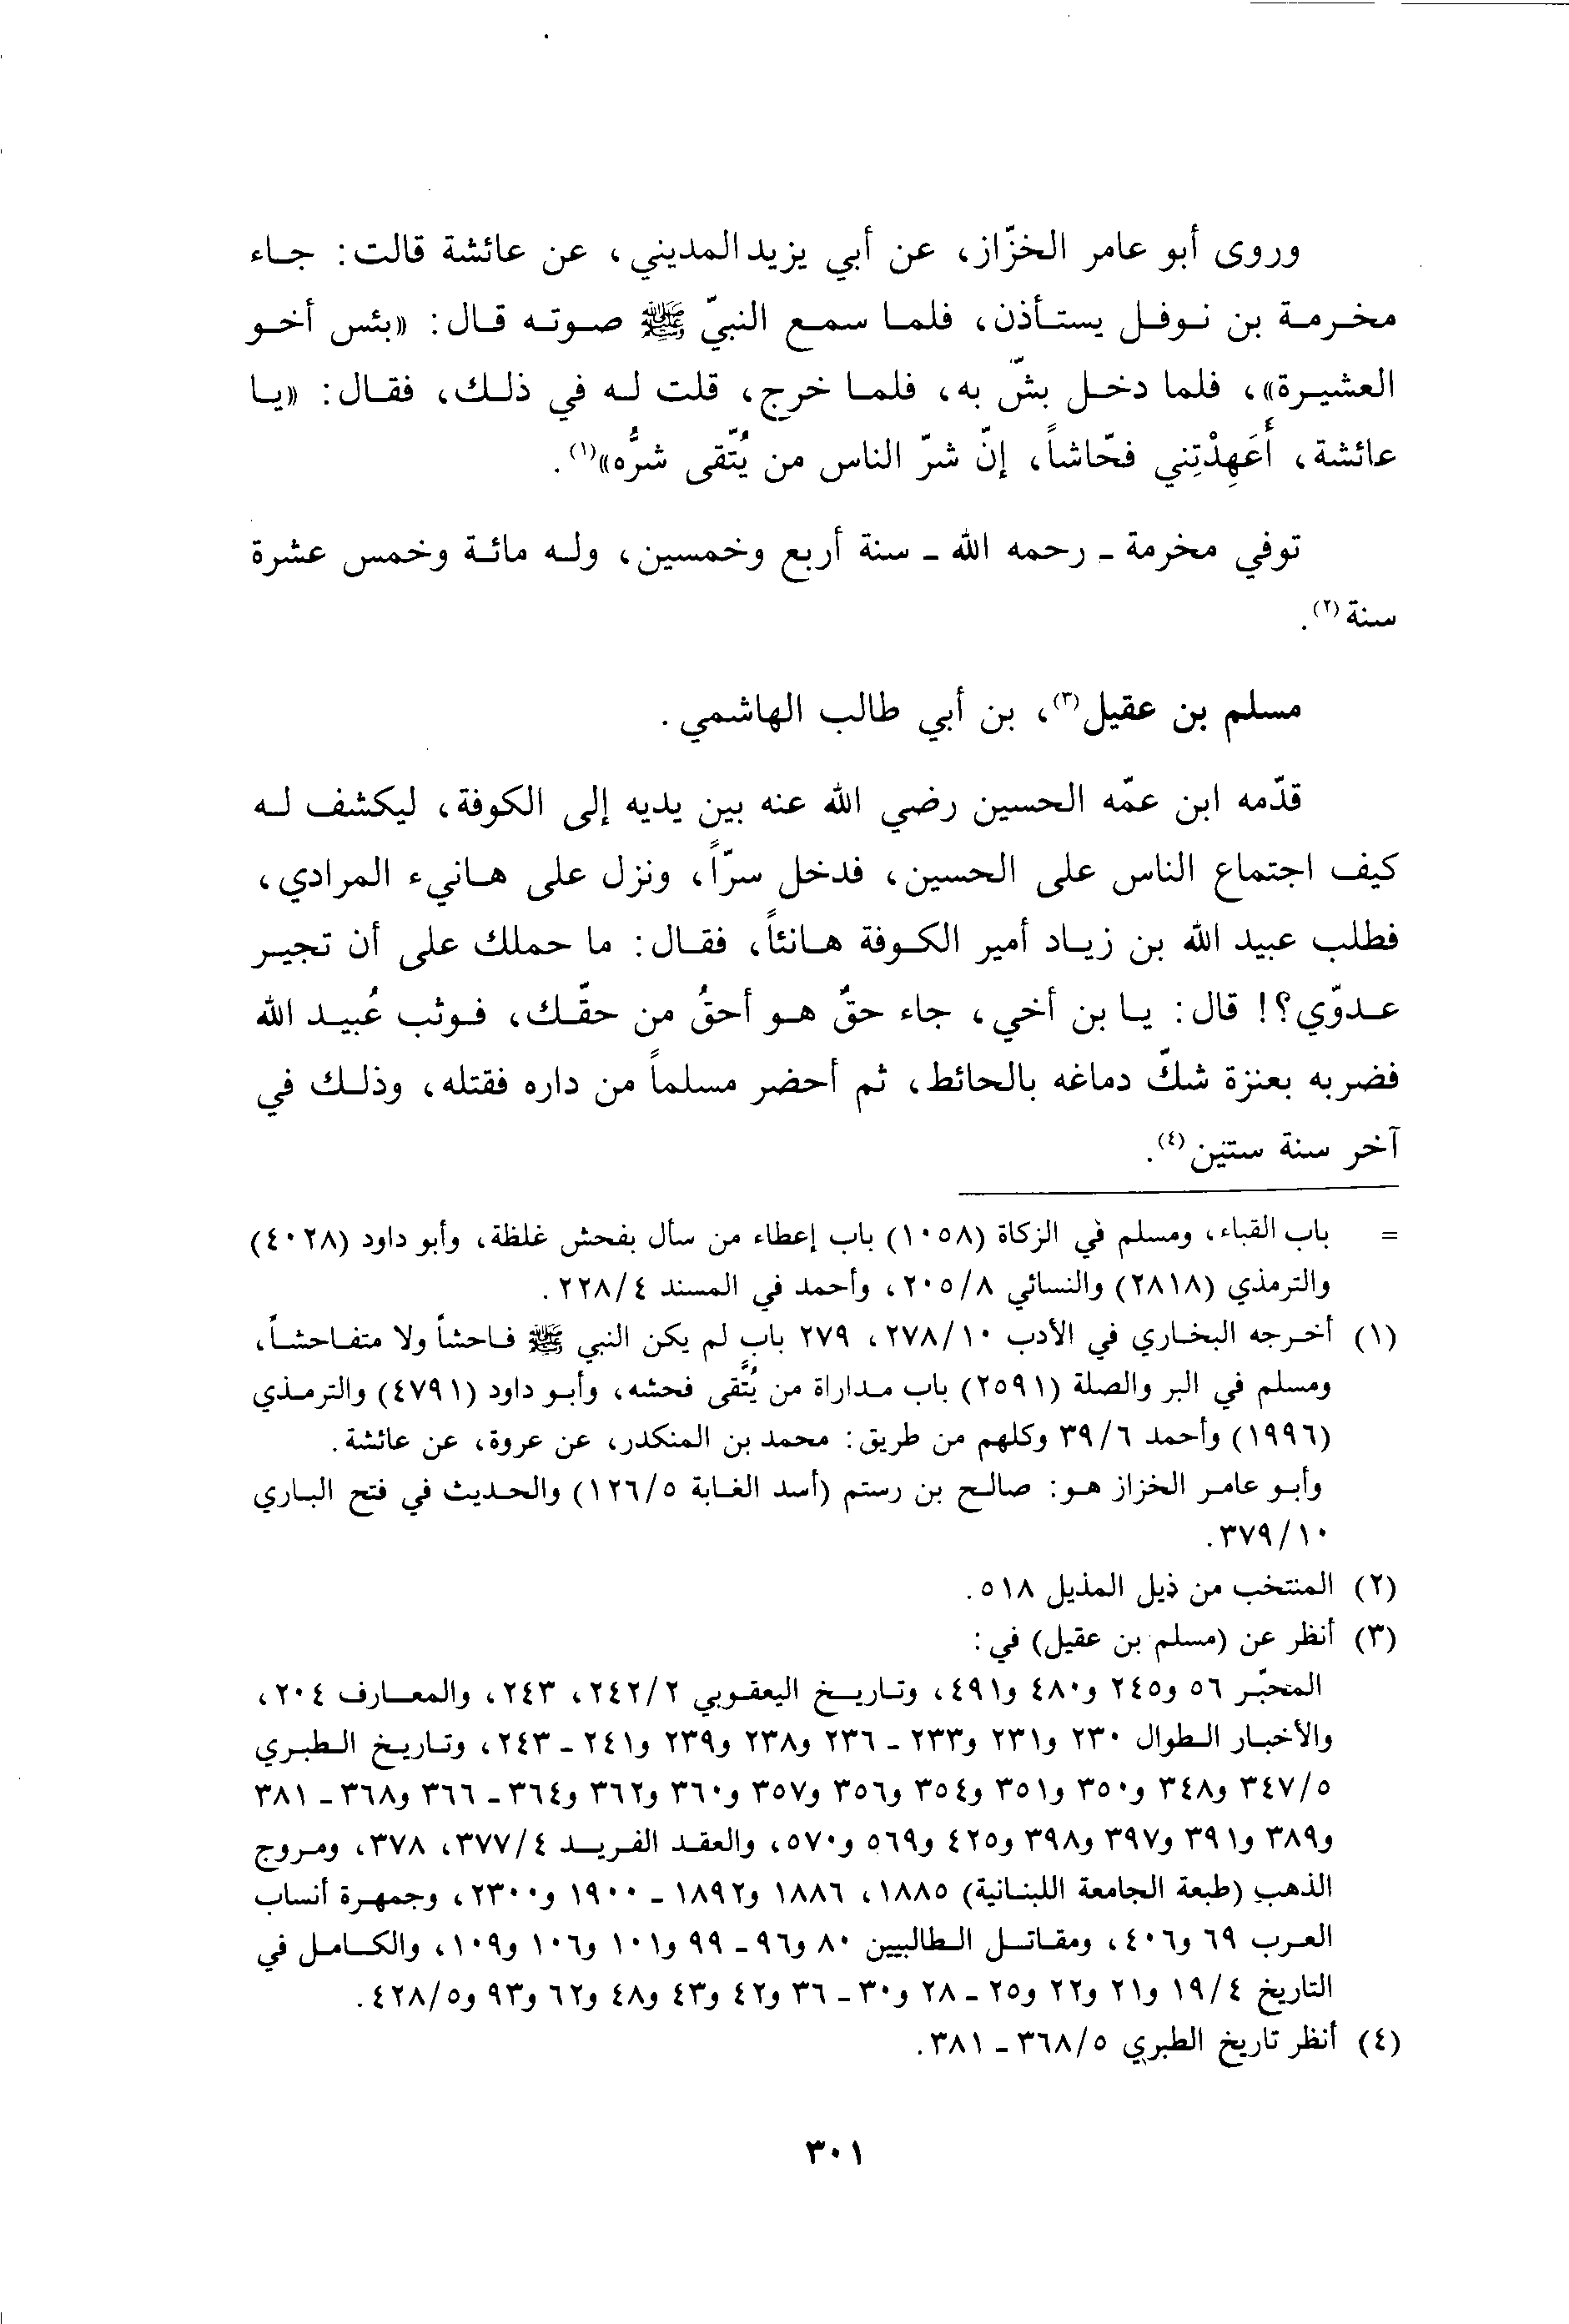 وروى أبو عامر الخزّاز، عن أبي يزيد المديني، عن عائشة قالت: جاء
مخرمة بن نوفل يستأذن، فلما سمع النبيّ ﷺ صوته قال: «بئس أخو
العشيرة»، فلما دخل بشّ به، فلما خرج، قلت له في ذلك، فقال: «يا
عائشة، أَعَهِدْتِني فحّاشاً، إنّ شرّ الناس من يُتّقى شرُّه»(١).
توفي مخرمة ـ رحمه الله ـ سنة أربع وخمسين، وله مائة وخمس عشرة
سنة(٢).
مسلم بن عقيل(٣)، بن أبي طالب الهاشمي.
قدّمه ابن عمّه الحسين رضي الله عنه بين يديه إلى الكوفة، ليكشف له
كيف اجتماع الناس على الحسين، فدخل سرّاً، ونزل على هانيء المرادي،
فطلب عبيد الله بن زياد أمير الكوفة هانئاً، فقال: ما حملك على أن تجير
عدوّي؟! قال: يا بن أخي، جاء حقٌ هو أحقُ من حقّك، فوثب عُبيد الله
فضربه بعنزة شكّ دماغه بالحائط، ثم أحضر مسلماً من داره فقتله، وذلك في
آخر سنة ستين(٤).
= باب القباء، ومسلم في الزكاة (١٠٥٨) باب إعطاء من سأل بفحش غلظة، وأبو داود (٤٠٢٨)
والترمذي (٢٨١٨) والنسائي ٢٠٥/٨، وأحمد في المسند ٢٢٨/٤.
(١) أخرجه البخاري في الأدب ٢٧٨/١٠، ٢٧٩ باب لم يكن النبي ﷺ فاحشاً ولا متفاحشاً،
ومسلم في البر والصلة (٢٥٩١) باب مداراة من يُتَّقى فحشه، وأبو داود (٤٧٩١) والترمذي
(١٩٩٦) وأحمد ٣٩/٦ وكلهم من طريق: محمد بن المنكدر، عن عروة، عن عائشة.
وأبو عامر الخزاز هو: صالح بن رستم (أسد الغابة ١٢٦/٥) والحديث في فتح الباري
٣٧٩/١٠.
(٢) المنتخب من ذيل المذيل ٥١٨.
(٣) أنظر عن (مسلم بن عقيل) في:
المحبّر ٥٦ و٢٤٥ و٤٨٠ و٤٩١، وتاريخ اليعقوبي ٢٤٢/٢، ٢٤٣، والمعارف ٢٠٤،
والأخبار الطوال ٢٣٠ و٢٣١ و٢٣٣ ـ ٢٣٦ و٢٣٨ و٢٣٩ و٢٤١ ـ ٢٤٣، وتاريخ الطبري
٣٤٧/٥ و٣٤٨ و٣٥٠ و٣٥١ و٣٥٤ و٣٥٦ و٣٥٧ و٣٦٠ و٣٦٢ و٣٦٤ ـ ٣٦٦ و٣٦٨ ـ ٣٨١
و٣٨٩ و٣٩١ و٣٩٧ و٣٩٨ و٤٢٥ و٥٦٩ و٥٧٠، والعقد الفريد ٣٧٧/٤، ٣٧٨، ومروج
الذهب (طبعة الجامعة اللبنانية) ١٨٨٥، ١٨٨٦ و١٨٩٢ ـ ١٩٠٠ و٢٣٠٠، وجمهرة أنساب
العرب ٦٩ و٤٠٦، ومقاتل الطالبيين ٨٠ و٩٦ ـ ٩٩ و١٠١ و١٠٦ و١٠٩، والكامل في
التاريخ ١٩/٤ و٢١ و٢٢ و٢٥ ـ ٢٨ و٣٠ ـ ٣٦ و٤٢ و٤٣ و٤٨ و٦٢ و٩٣ و٤٢٨/٥.
(٤) أنظر تاريخ الطبري ٣٦٨/٥ ـ ٣٨١.
٣٠١